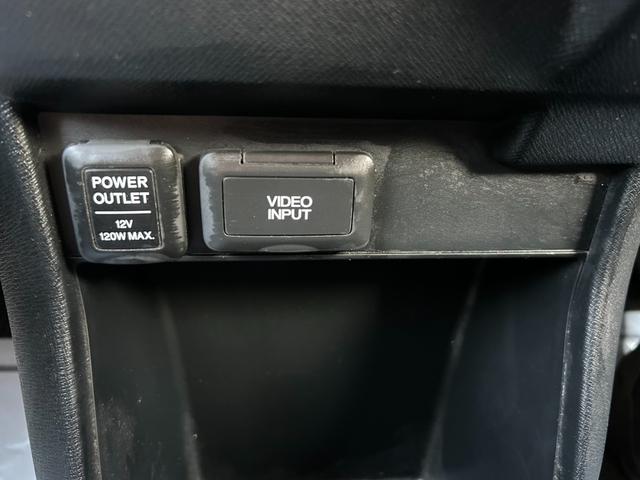 POWER
OUTLET
12V
120W MAX.
VIDEO
INPUT